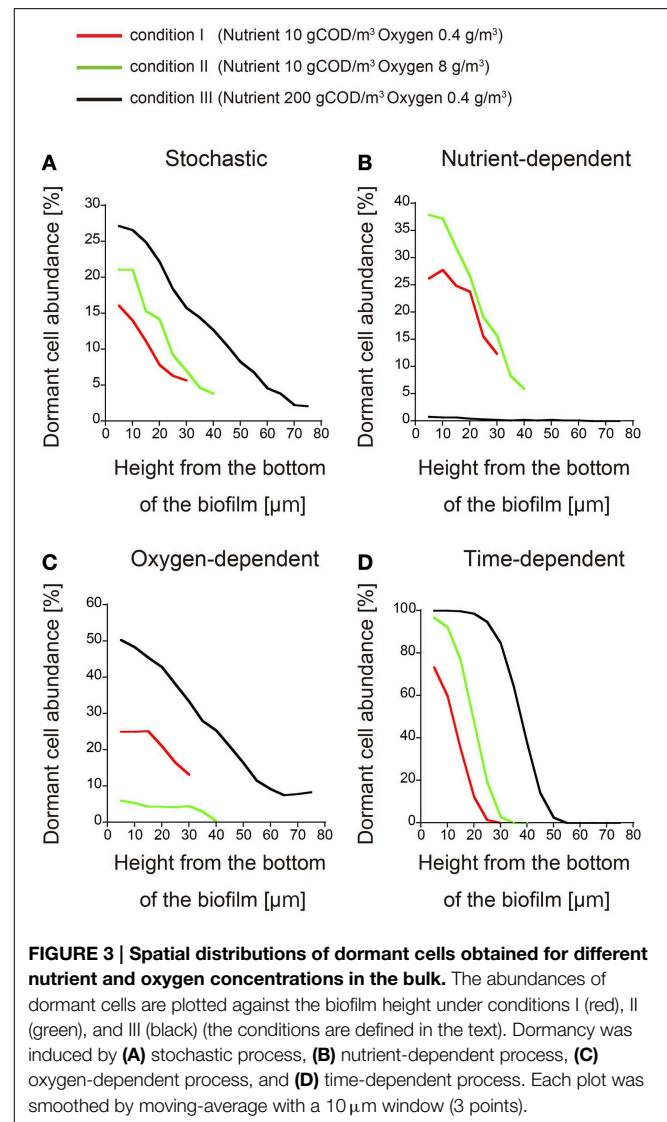 condition I (Nutrient 10 gCOD/m³ Oxygen 0.4 g/m³)
condition II (Nutrient 10 gCOD/m³ Oxygen 8 g/m³)
condition III (Nutrient 200 gCOD/m³ Oxygen 0.4 g/m³)
A Stochastic
Dormant cell abundance [%]
30
25
20
15
10
5
0
0 10 20 30 40 50 60 70 80
Height from the bottom
of the biofilm [µm]
B Nutrient-dependent
Dormant cell abundance [%]
40
35
30
25
20
15
10
5
0
0 10 20 30 40 50 60 70 80
Height from the bottom
of the biofilm [µm]
C Oxygen-dependent
Dormant cell abundance [%]
60
50
40
30
20
10
0
0 10 20 30 40 50 60 70 80
Height from the bottom
of the biofilm [µm]
D Time-dependent
Dormant cell abundance [%]
100
80
60
40
20
0
0 10 20 30 40 50 60 70 80
Height from the bottom
of the biofilm [µm]
FIGURE 3 | Spatial distributions of dormant cells obtained for different
nutrient and oxygen concentrations in the bulk. The abundances of
dormant cells are plotted against the biofilm height under conditions I (red), II
(green), and III (black) (the conditions are defined in the text). Dormancy was
induced by (A) stochastic process, (B) nutrient-dependent process, (C)
oxygen-dependent process, and (D) time-dependent process. Each plot was
smoothed by moving-average with a 10 µm window (3 points).